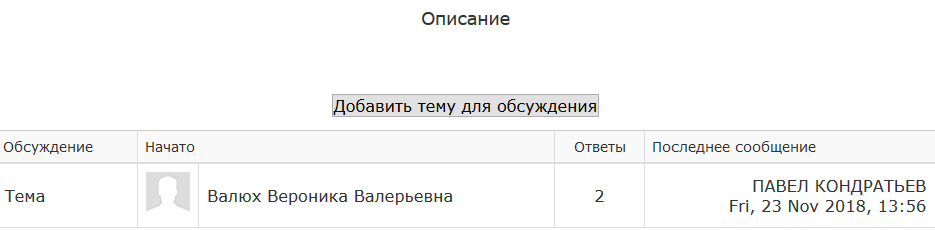 Описание
Добавить тему для обсуждения
Обсуждение Начато Ответы Последнее сообщение
Тема Валюх Вероника Валерьевна 2 ПАВЕЛ КОНДРАТЬЕВ
Fri, 23 Nov 2018, 13:56